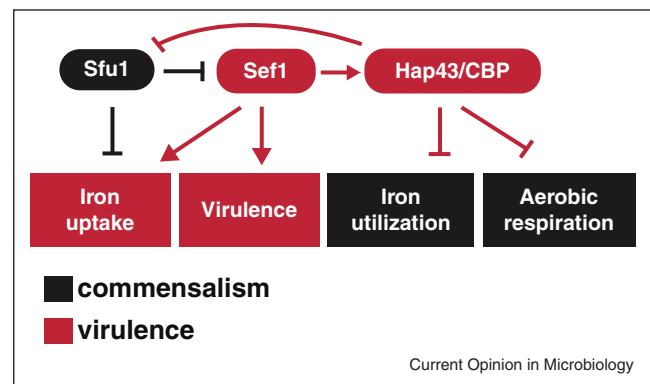 Sfu1
Sef1
Hap43/CBP
Iron
uptake
Virulence
Iron
utilization
Aerobic
respiration
commensalism
virulence
Current Opinion in Microbiology